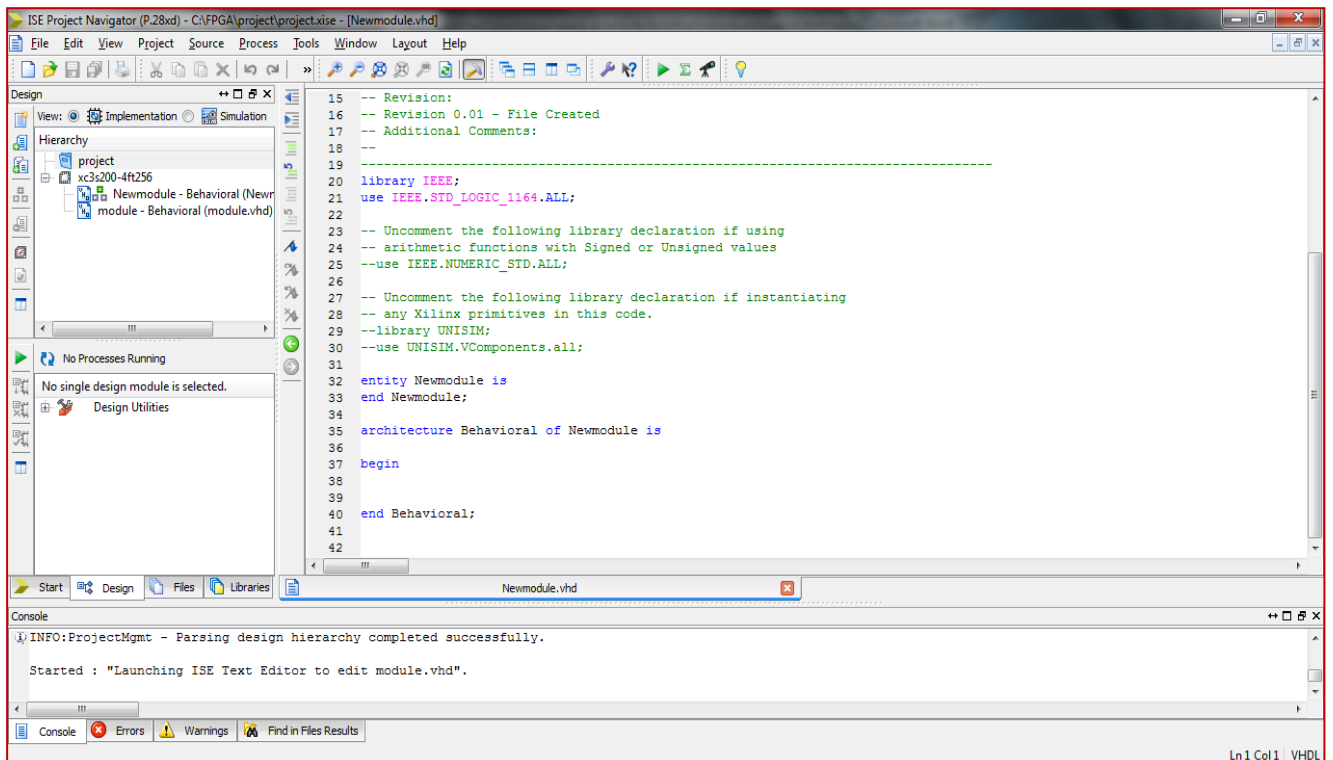 ISE Project Navigator (P.28xd) - C:\FPGA\project\project.xise - [Newmodule.vhd]
File Edit View Project Source Process Tools Window Layout Help
Design
View: Implementation Simulation
Hierarchy
project
xc3s200-4ft256
Newmodule - Behavioral (Newr
module - Behavioral (module.vhd)
No Processes Running
No single design module is selected.
Design Utilities
Start Design Files Libraries
15 -- Revision:
16 -- Revision 0.01 - File Created
17 -- Additional Comments:
18 --
19 ----------------------------------------------------------------------------------
20 library IEEE;
21 use IEEE.STD_LOGIC_1164.ALL;
22
23 -- Uncomment the following library declaration if using
24 -- arithmetic functions with Signed or Unsigned values
25 --use IEEE.NUMERIC_STD.ALL;
26
27 -- Uncomment the following library declaration if instantiating
28 -- any Xilinx primitives in this code.
29 --library UNISIM;
30 --use UNISIM.VComponents.all;
31
32 entity Newmodule is
33 end Newmodule;
34
35 architecture Behavioral of Newmodule is
36
37 begin
38
39
40 end Behavioral;
41
42
Newmodule.vhd
Console
INFO:ProjectMgmt - Parsing design hierarchy completed successfully.
Started : "Launching ISE Text Editor to edit module.vhd".
Console Errors Warnings Find in Files Results
Ln 1 Col 1 VHDL